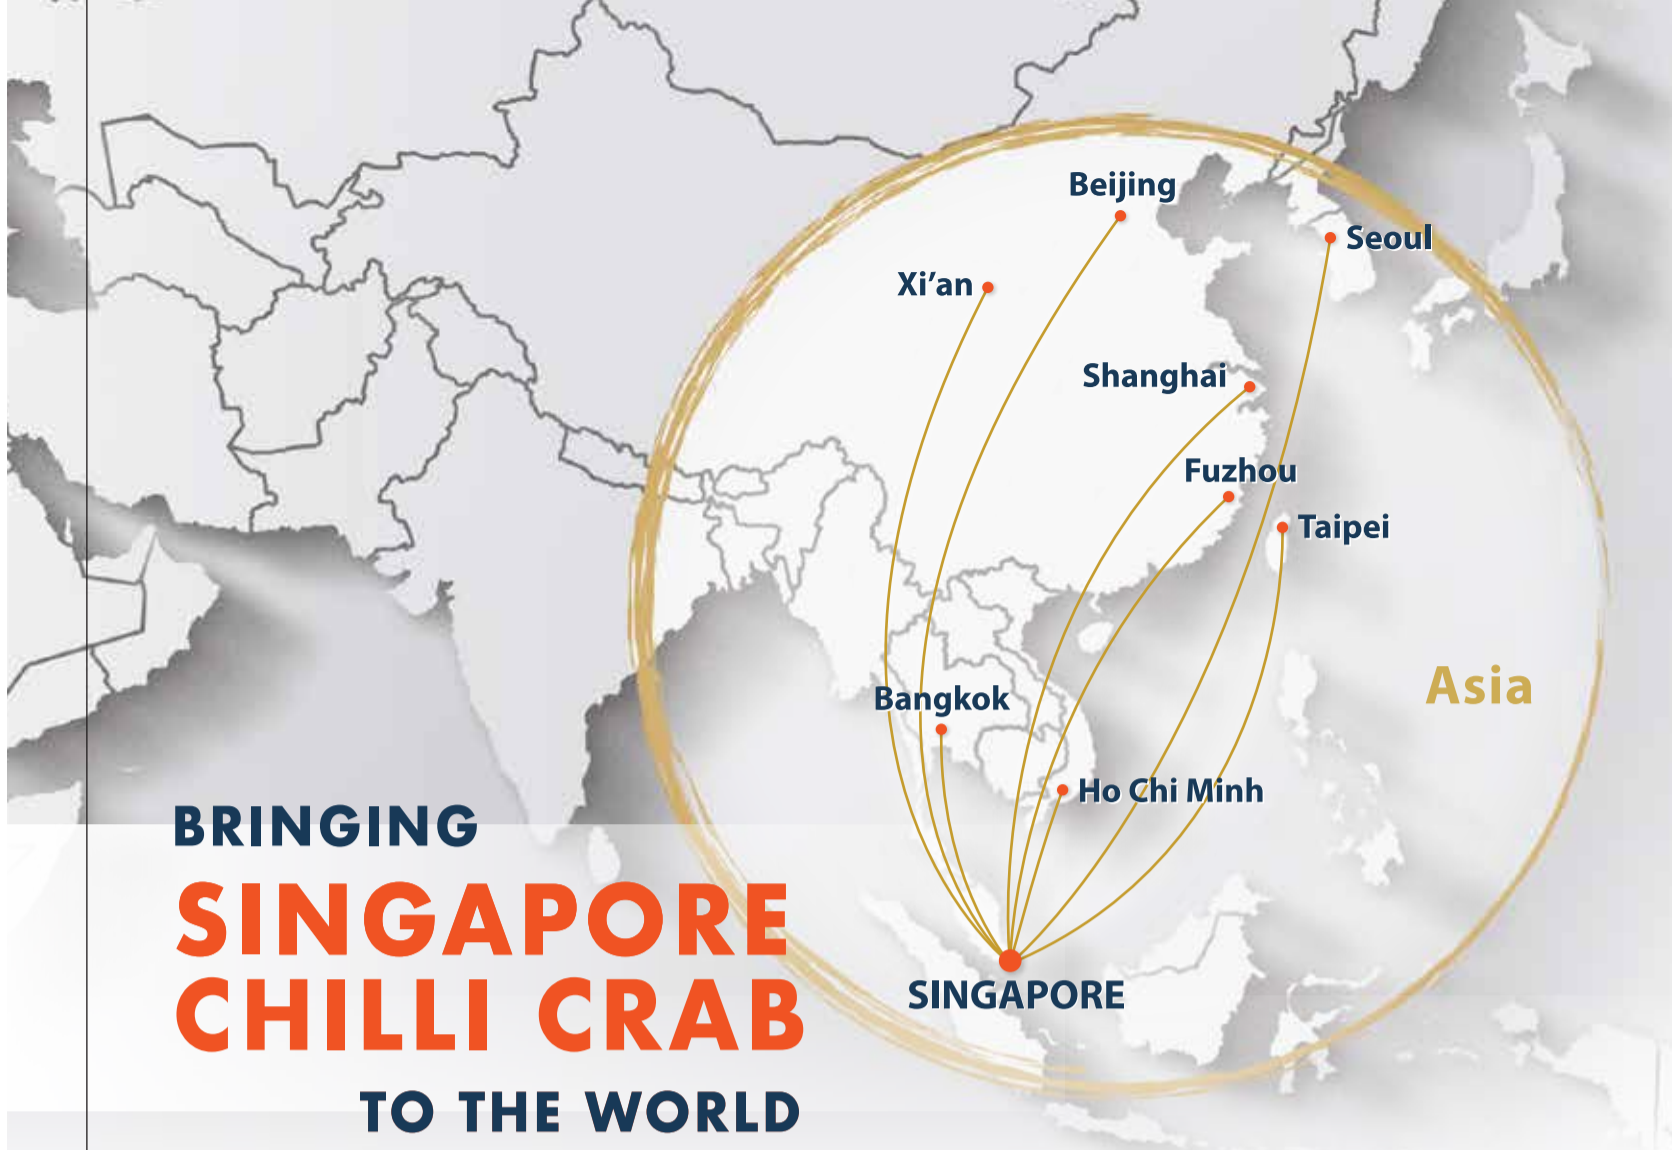 Beijing
Seoul
Xi’an
Shanghai
Fuzhou
Taipei
Asia
Bangkok
Ho Chi Minh
SINGAPORE
BRINGING
SINGAPORE
CHILLI CRAB
TO THE WORLD